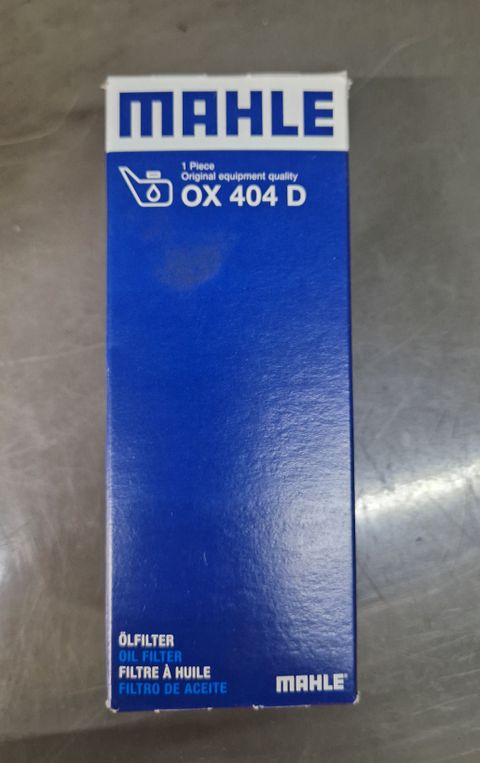 MAHLE
1 Piece
Original equipment quality
OX 404 D
ÖLFILTER
OIL FILTER
FILTRE À HUILE
FILTRO DE ACEITE
MAHLE